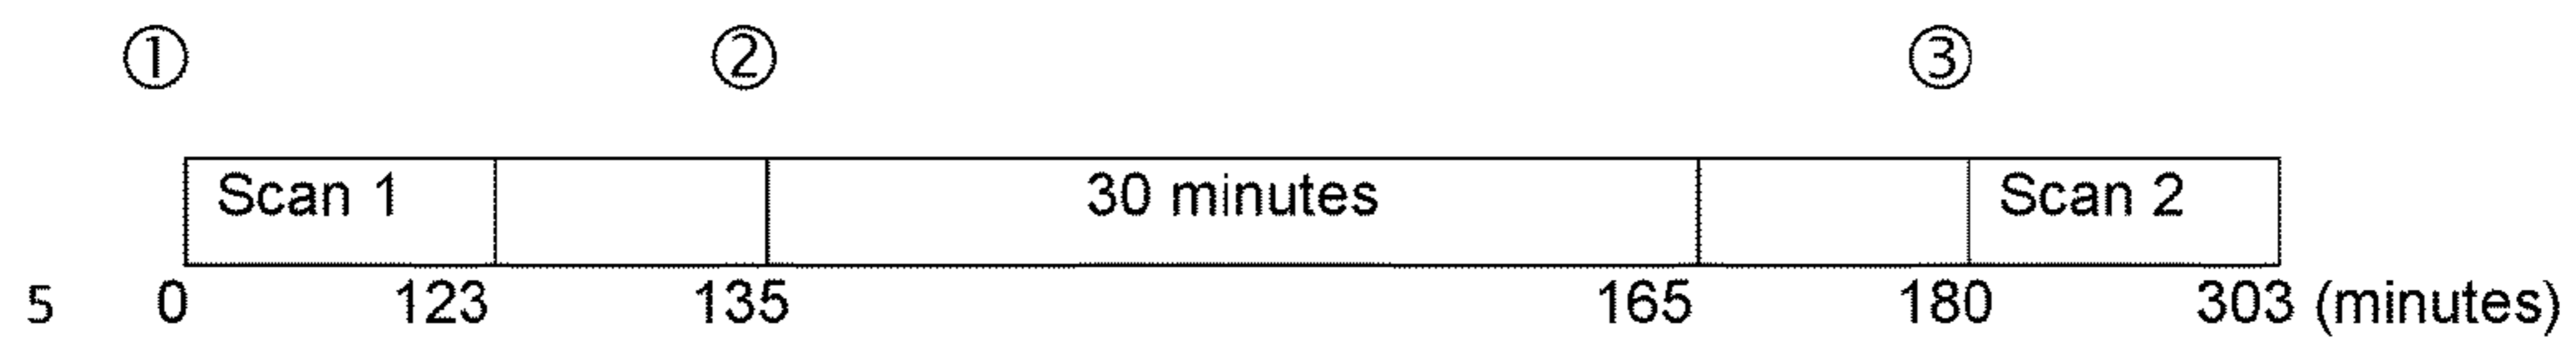 ① ② ③
Scan 1 30 minutes Scan 2
5 0 123 135 165 180 303 (minutes)